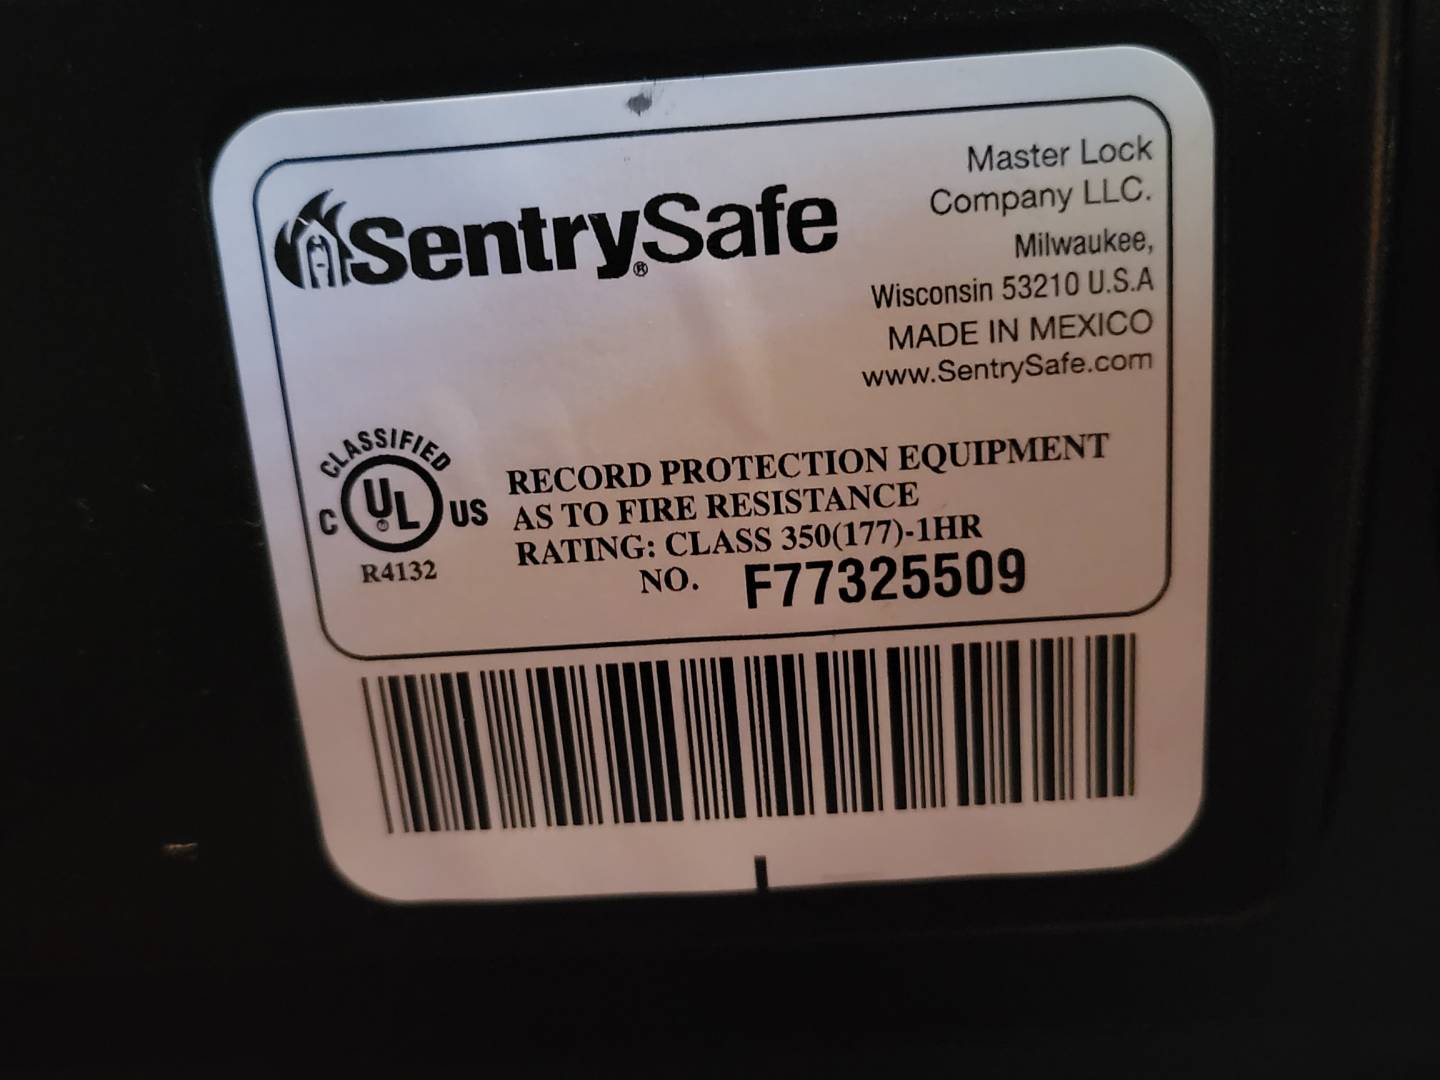 SentrySafe®
Master Lock
Company LLC.
Milwaukee,
Wisconsin 53210 U.S.A
MADE IN MEXICO
www.SentrySafe.com
CLASSIFIED
C UL® US
R4132
RECORD PROTECTION EQUIPMENT
AS TO FIRE RESISTANCE
RATING: CLASS 350(177)-1HR
NO. F77325509